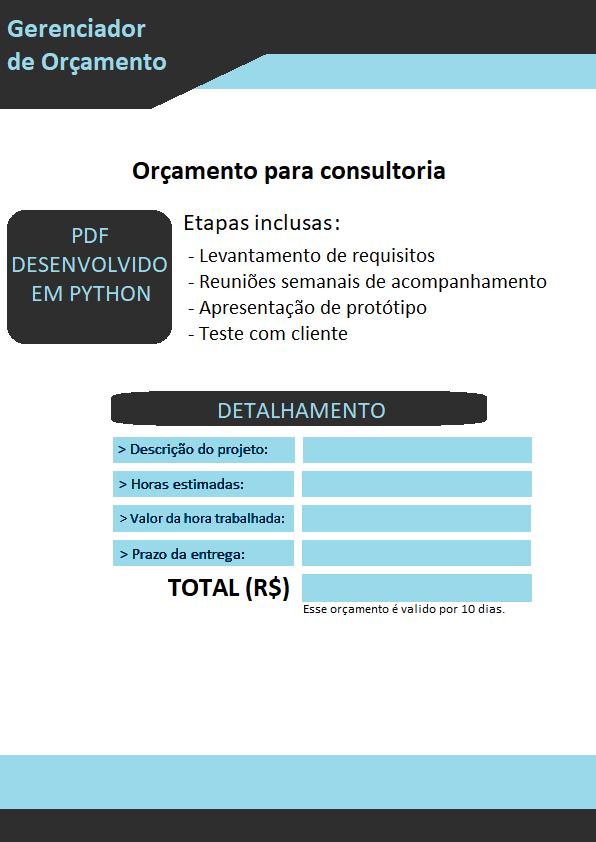 Gerenciador
de Orçamento
Orçamento para consultoria
PDF
DESENVOLVIDO
EM PYTHON
Etapas inclusas:
- Levantamento de requisitos
- Reuniões semanais de acompanhamento
- Apresentação de protótipo
- Teste com cliente
DETALHAMENTO
> Descrição do projeto:
> Horas estimadas:
> Valor da hora trabalhada:
> Prazo da entrega:
TOTAL (R$)
Esse orçamento é valido por 10 dias.